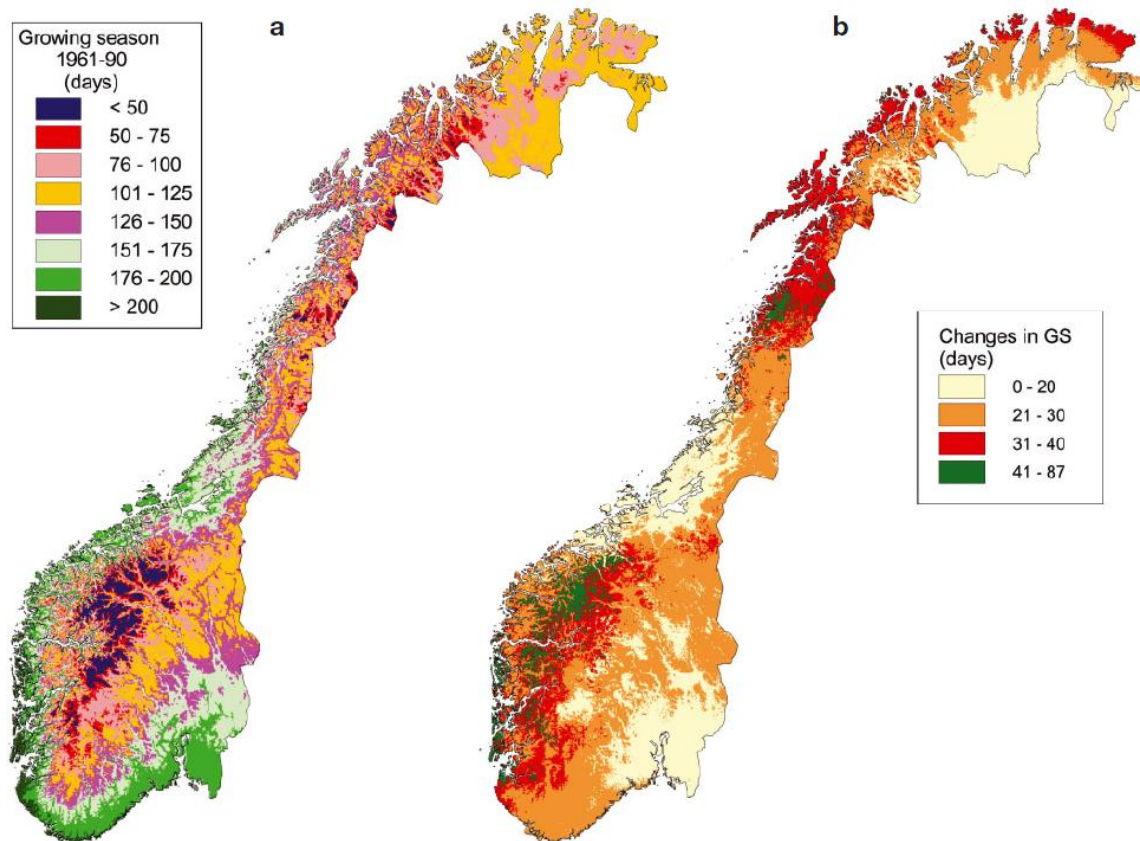 a
b
Growing season
1961-90
(days)
< 50
50 - 75
76 - 100
101 - 125
126 - 150
151 - 175
176 - 200
> 200
Changes in GS
(days)
0 - 20
21 - 30
31 - 40
41 - 87